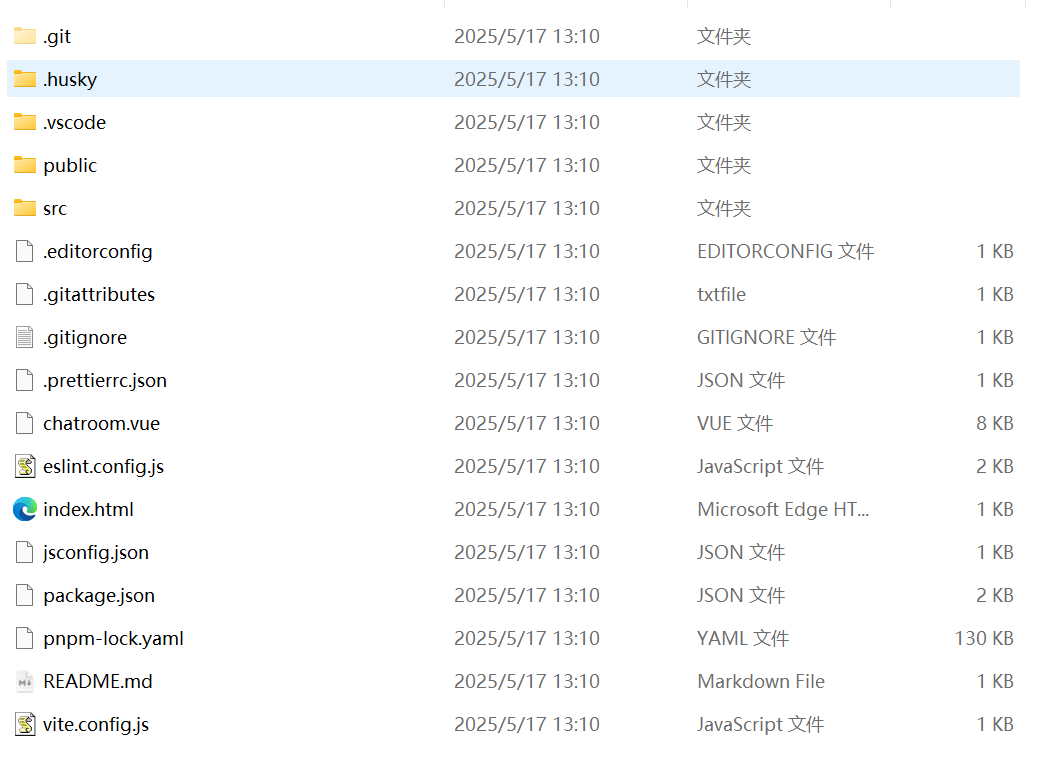 .git 2025/5/17 13:10 文件夹
.husky 2025/5/17 13:10 文件夹
.vscode 2025/5/17 13:10 文件夹
public 2025/5/17 13:10 文件夹
src 2025/5/17 13:10 文件夹
.editorconfig 2025/5/17 13:10 EDITORCONFIG 文件 1 KB
.gitattributes 2025/5/17 13:10 txtfile 1 KB
.gitignore 2025/5/17 13:10 GITIGNORE 文件 1 KB
.prettierrc.json 2025/5/17 13:10 JSON 文件 1 KB
chatroom.vue 2025/5/17 13:10 VUE 文件 8 KB
eslint.config.js 2025/5/17 13:10 JavaScript 文件 2 KB
index.html 2025/5/17 13:10 Microsoft Edge HT... 1 KB
jsconfig.json 2025/5/17 13:10 JSON 文件 1 KB
package.json 2025/5/17 13:10 JSON 文件 2 KB
pnpm-lock.yaml 2025/5/17 13:10 YAML 文件 130 KB
README.md 2025/5/17 13:10 Markdown File 1 KB
vite.config.js 2025/5/17 13:10 JavaScript 文件 1 KB